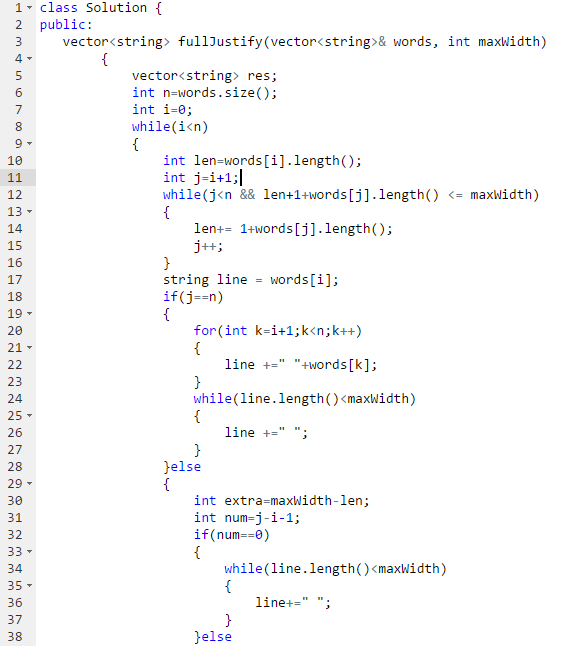 1 class Solution {
2 public:
3 vector<string> fullJustify(vector<string>& words, int maxWidth)
4 {
5 vector<string> res;
6 int n=words.size();
7 int i=0;
8 while(i<n)
9 {
10 int len=words[i].length();
11 int j=i+1;
12 while(j<n && len+1+words[j].length() <= maxWidth)
13 {
14 len+= 1+words[j].length();
15 j++;
16 }
17 string line = words[i];
18 if(j==n)
19 {
20 for(int k=i+1;k<n;k++)
21 {
22 line +=" "+words[k];
23 }
24 while(line.length()<maxWidth)
25 {
26 line +=" ";
27 }
28 }else
29 {
30 int extra=maxWidth-len;
31 int num=j-i-1;
32 if(num==0)
33 {
34 while(line.length()<maxWidth)
35 {
36 line+=" ";
37 }
38 }else